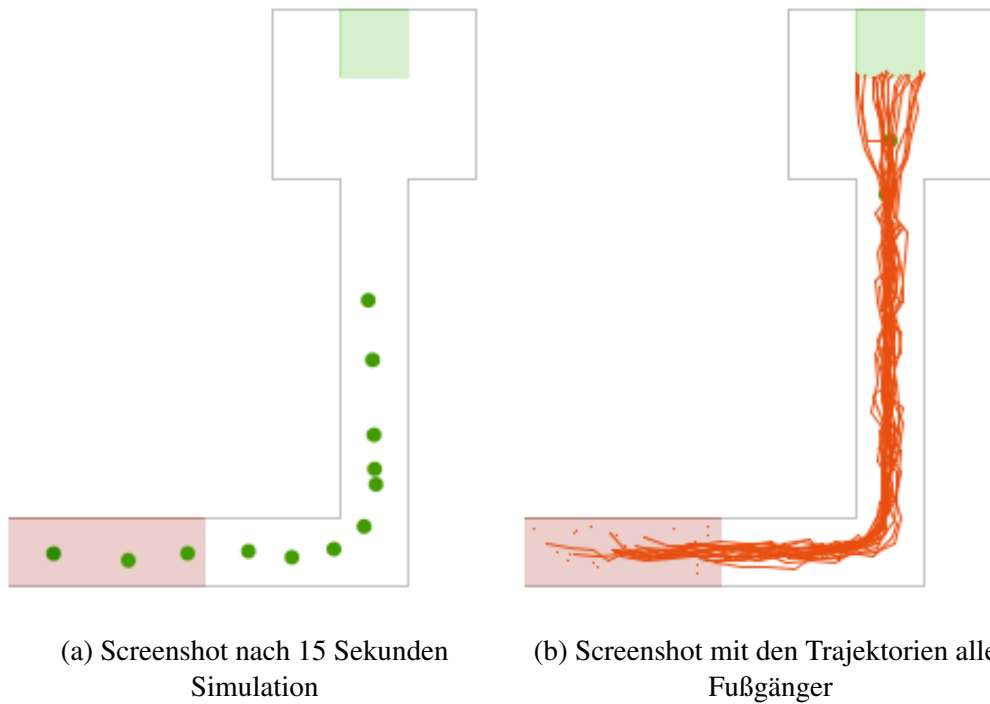 (a) Screenshot nach 15 Sekunden
Simulation
(b) Screenshot mit den Trajektorien alle
Fußgänger